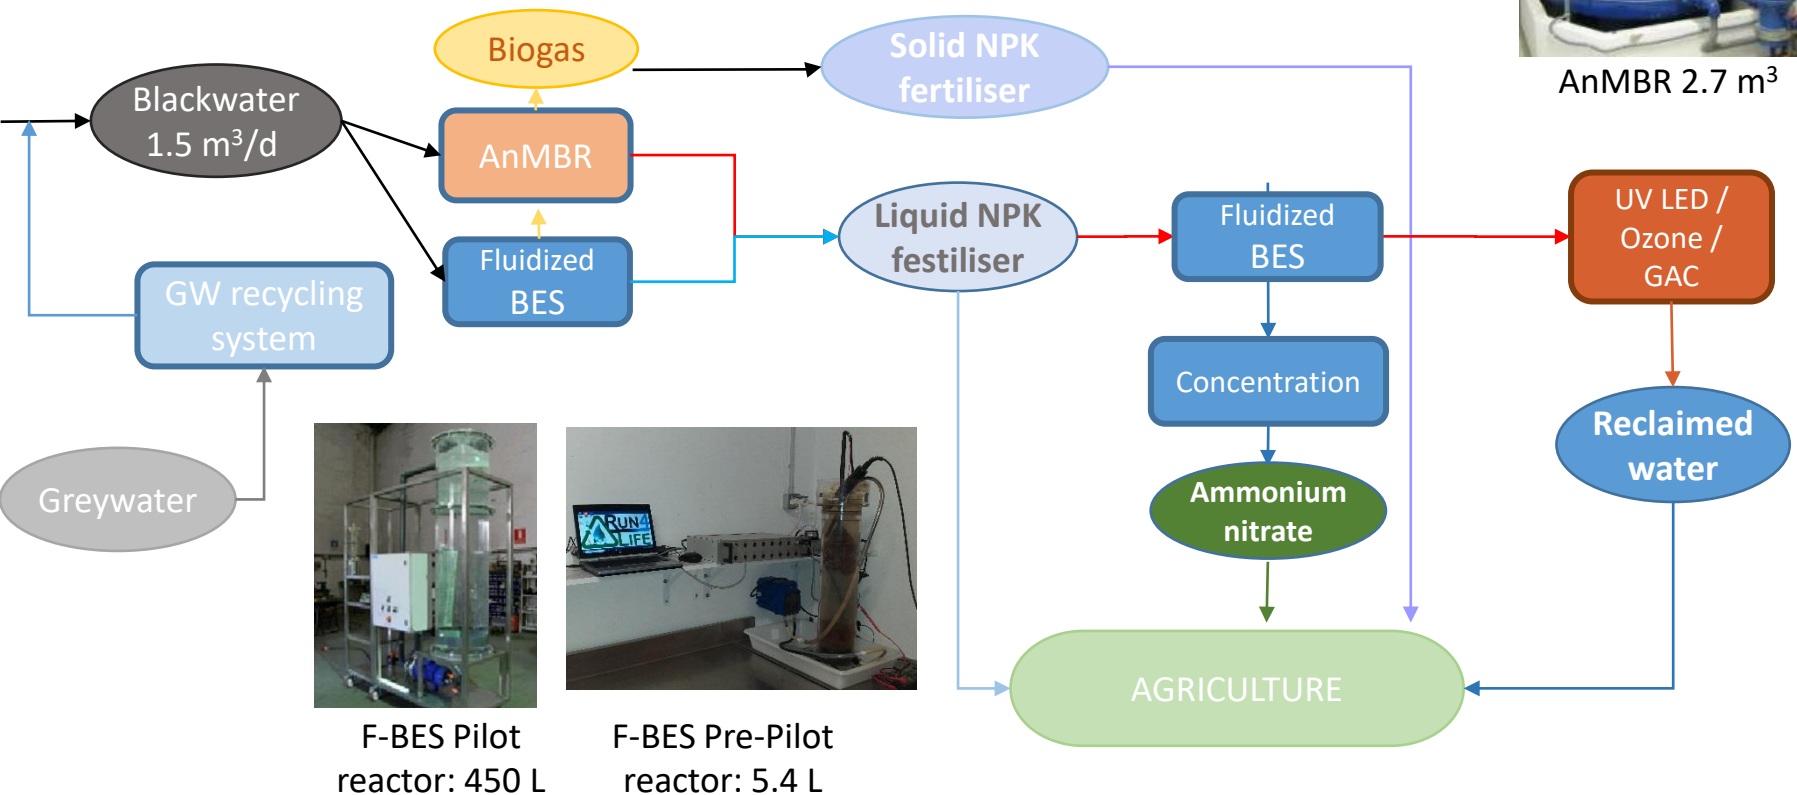 Biogas
Solid NPK
fertiliser
AnMBR 2.7 m³
Blackwater
1.5 m³/d
AnMBR
Liquid NPK
festiliser
Fluidized
BES
UV LED /
Ozone /
GAC
Fluidized
BES
GW recycling
system
Concentration
Reclaimed
water
Greywater
Ammonium
nitrate
RUN4
LIFE
AGRICULTURE
F-BES Pilot
reactor: 450 L
F-BES Pre-Pilot
reactor: 5.4 L